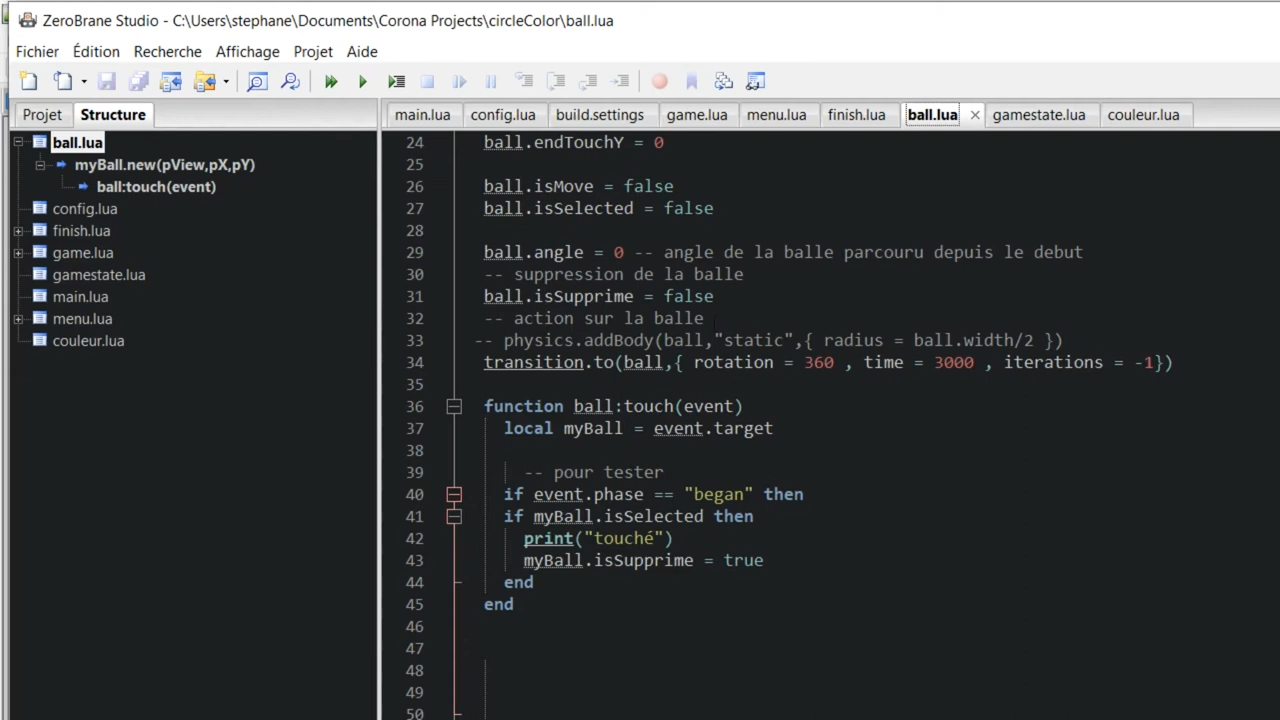 ZeroBrane Studio - C:\Users\stephane\Documents\Corona Projects\circleColor\ball.lua
Fichier Édition Recherche Affichage Projet Aide
Projet Structure
main.lua config.lua build.settings game.lua menu.lua finish.lua ball.lua gamestate.lua couleur.lua
ball.lua
myBall.new(pView,pX,pY)
ball:touch(event)
config.lua
finish.lua
game.lua
gamestate.lua
main.lua
menu.lua
couleur.lua
24 ball.endTouchY = 0
25
26 ball.isMove = false
27 ball.isSelected = false
28
29 ball.angle = 0 -- angle de la balle parcouru depuis le debut
30 -- suppression de la balle
31 ball.isSupprime = false
32 -- action sur la balle
33 -- physics.addBody(ball,"static",{ radius = ball.width/2 })
34 transition.to(ball,{ rotation = 360 , time = 3000 , iterations = -1})
35
36 function ball:touch(event)
37 local myBall = event.target
38
39 -- pour tester
40 if event.phase == "began" then
41 if myBall.isSelected then
42 print("touché")
43 myBall.isSupprime = true
44 end
45 end
46
47
48
49
50